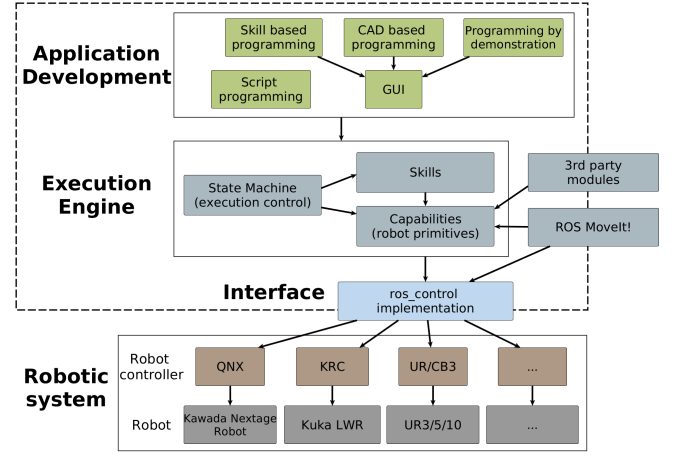 Application
Development
Skill based
programming
CAD based
programming
Programming by
demonstration
Script
programming
GUI
Execution
Engine
State Machine
(execution control)
Skills
Capabilities
(robot primitives)
3rd party
modules
ROS MoveIt!
Interface
ros_control
implementation
Robotic
system
Robot
controller
QNX
KRC
UR/CB3
...
Robot
Kawada Nextage
Robot
Kuka LWR
UR3/5/10
...